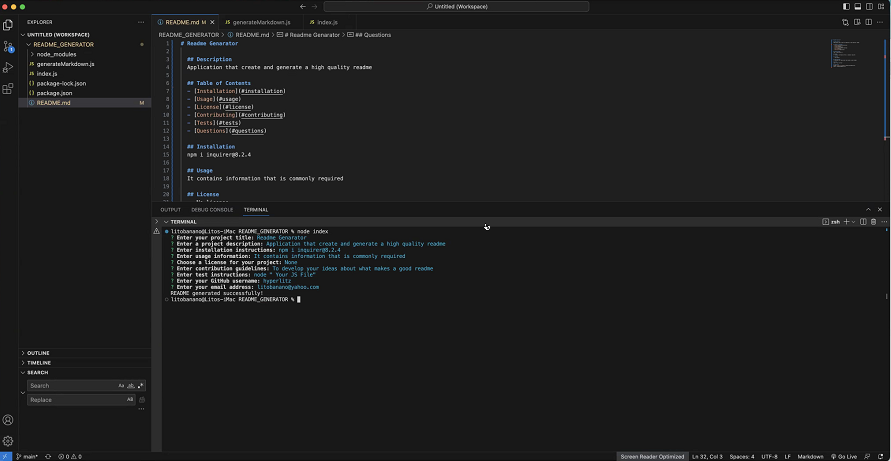 Untitled (Workspace)
EXPLORER
UNTITLED (WORKSPACE)
README_GENERATOR
node_modules
generateMarkdown.js
index.js
package-lock.json
package.json
README.md M
OUTLINE
TIMELINE
SEARCH
Search
Aa
Replace
AB
README.md M
generateMarkdown.js
index.js
README_GENERATOR > README.md > # Readme Genarator > ## Questions
1 # Readme Genarator
2
3 ## Description
4 Application that create and generate a high quality readme
5
6 ## Table of Contents
7 - [Installation](#installation)
8 - [Usage](#usage)
9 - [License](#license)
10 - [Contributing](#contributing)
11 - [Tests](#tests)
12 - [Questions](#questions)
13
14 ## Installation
15 npm i inquirer@8.2.4
16
17 ## Usage
18 It contains information that is commonly required
19
20 ## License
OUTPUT DEBUG CONSOLE TERMINAL
TERMINAL
zsh
litobanano@Litos-iMac README_GENERATOR % node index
? Enter your project title: Readme Genarator
? Enter a project description: Application that create and generate a high quality readme
? Enter installation instructions: npm i inquirer@8.2.4
? Enter usage information: It contains information that is commonly required
? Choose a license for your project: None
? Enter contribution guidelines: To develop your ideas about what makes a good readme
? Enter test instructions: node " Your JS File"
? Enter your GitHub username: hyperlitz
? Enter your email address: litobanano@yahoo.com
README generated successfully!
litobanano@Litos-iMac README_GENERATOR %
main*
0 0
Screen Reader Optimized
Ln 32, Col 3
Spaces: 4
UTF-8
LF
Markdown
Go Live